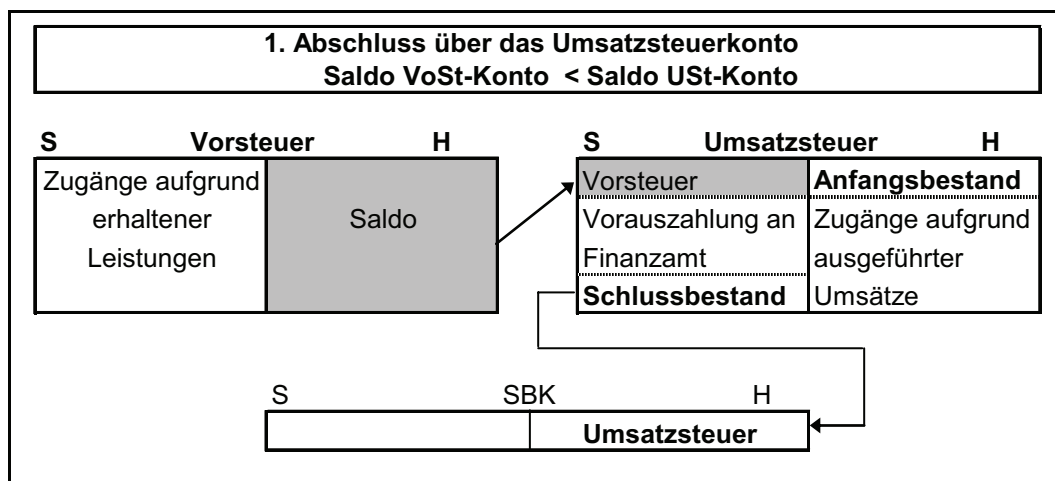 1. Abschluss über das Umsatzsteuerkonto
Saldo VoSt-Konto < Saldo USt-Konto
S Vorsteuer H
Zugänge aufgrund
erhaltener
Leistungen
Saldo
S Umsatzsteuer H
Vorsteuer
Vorauszahlung an
Finanzamt
Schlussbestand
Anfangsbestand
Zugänge aufgrund
ausgeführter
Umsätze
S SBK H
Umsatzsteuer